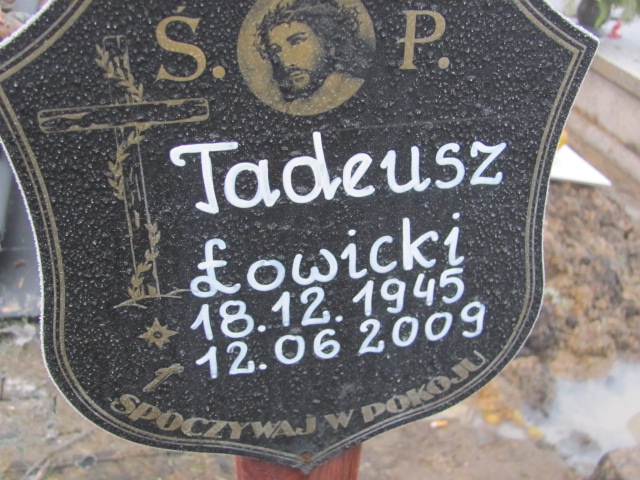 Ś. P.
Tadeusz
Łowicki
18.12.1945
12.06 2009
SPOCZYWAJ W POKOJU